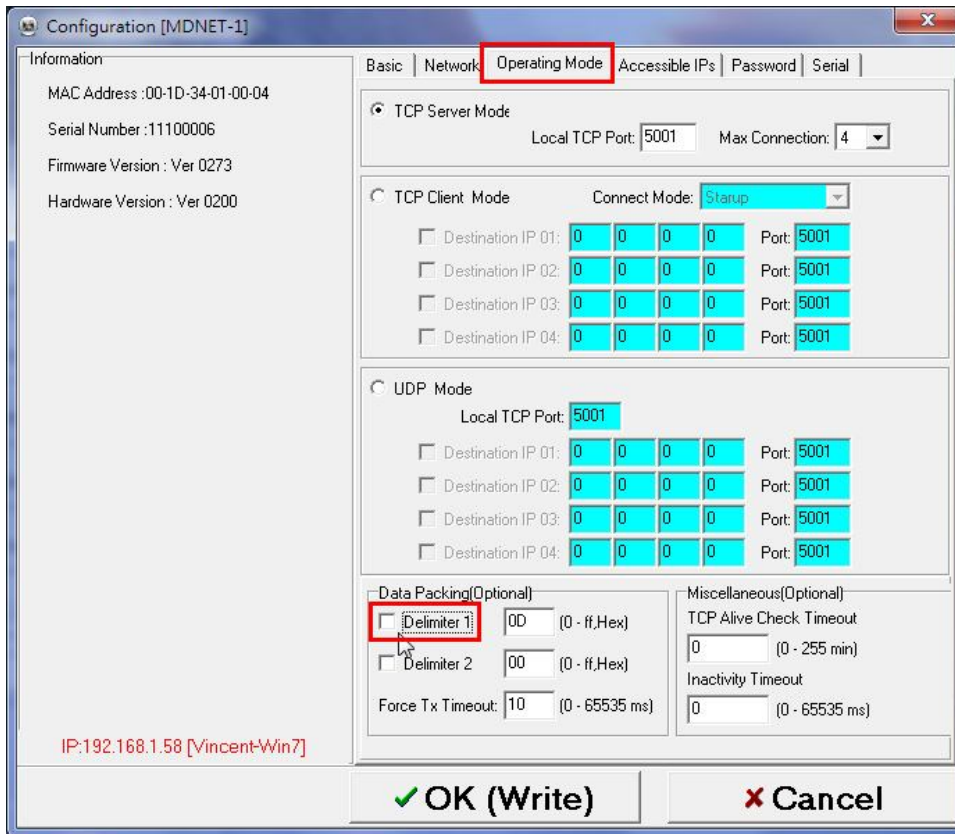 Configuration [MDNET-1]
x
Information
MAC Address :00-1D-34-01-00-04
Serial Number :11100006
Firmware Version : Ver 0273
Hardware Version : Ver 0200
IP:192.168.1.58 [Vincent-Win7]
Basic Network Operating Mode Accessible IPs Password Serial
TCP Server Mode
Local TCP Port: 5001 Max Connection: 4
TCP Client Mode Connect Mode: Starup
Destination IP 01: 0 0 0 0 Port: 5001
Destination IP 02: 0 0 0 0 Port: 5001
Destination IP 03: 0 0 0 0 Port: 5001
Destination IP 04: 0 0 0 0 Port: 5001
UDP Mode
Local TCP Port: 5001
Destination IP 01: 0 0 0 0 Port: 5001
Destination IP 02: 0 0 0 0 Port: 5001
Destination IP 03: 0 0 0 0 Port: 5001
Destination IP 04: 0 0 0 0 Port: 5001
Data Packing(Optional)
Delimiter 1 0D (0 - ff,Hex)
Delimiter 2 00 (0 - ff,Hex)
Force Tx Timeout: 10 (0 - 65535 ms)
Miscellaneous(Optional)
TCP Alive Check Timeout
0 (0 - 255 min)
Inactivity Timeout
0 (0 - 65535 ms)
OK (Write)
Cancel